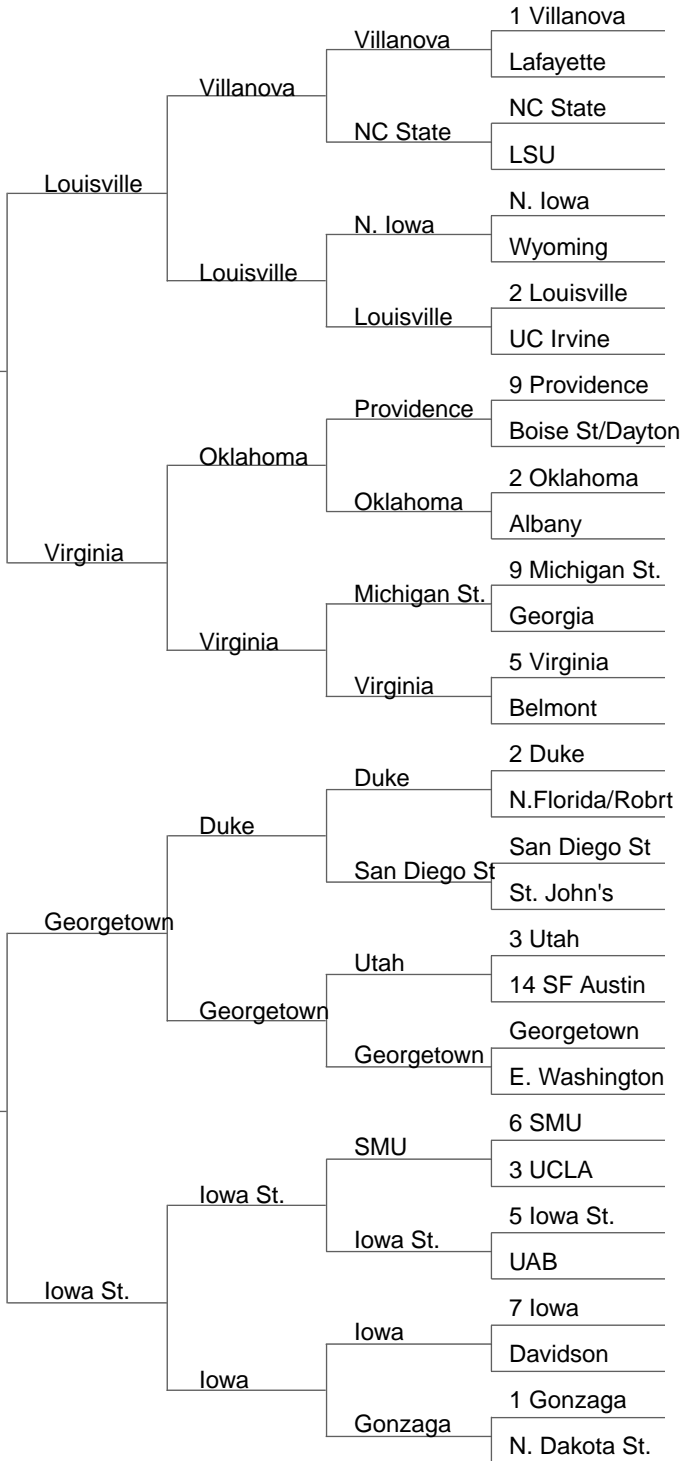 1 Villanova
Villanova
Lafayette
Villanova
NC State
NC State
LSU
Louisville
N. Iowa
N. Iowa
Wyoming
Louisville
2 Louisville
Louisville
UC Irvine
9 Providence
Providence
Boise St/Dayton
Oklahoma
2 Oklahoma
Oklahoma
Albany
Virginia
9 Michigan St.
Michigan St.
Georgia
Virginia
5 Virginia
Virginia
Belmont
2 Duke
Duke
N.Florida/Robrt
Duke
San Diego St
San Diego St
St. John's
Georgetown
3 Utah
Utah
14 SF Austin
Georgetown
Georgetown
Georgetown
E. Washington
6 SMU
SMU
3 UCLA
Iowa St.
5 Iowa St.
Iowa St.
UAB
Iowa St.
7 Iowa
Iowa
Davidson
Iowa
1 Gonzaga
Gonzaga
N. Dakota St.